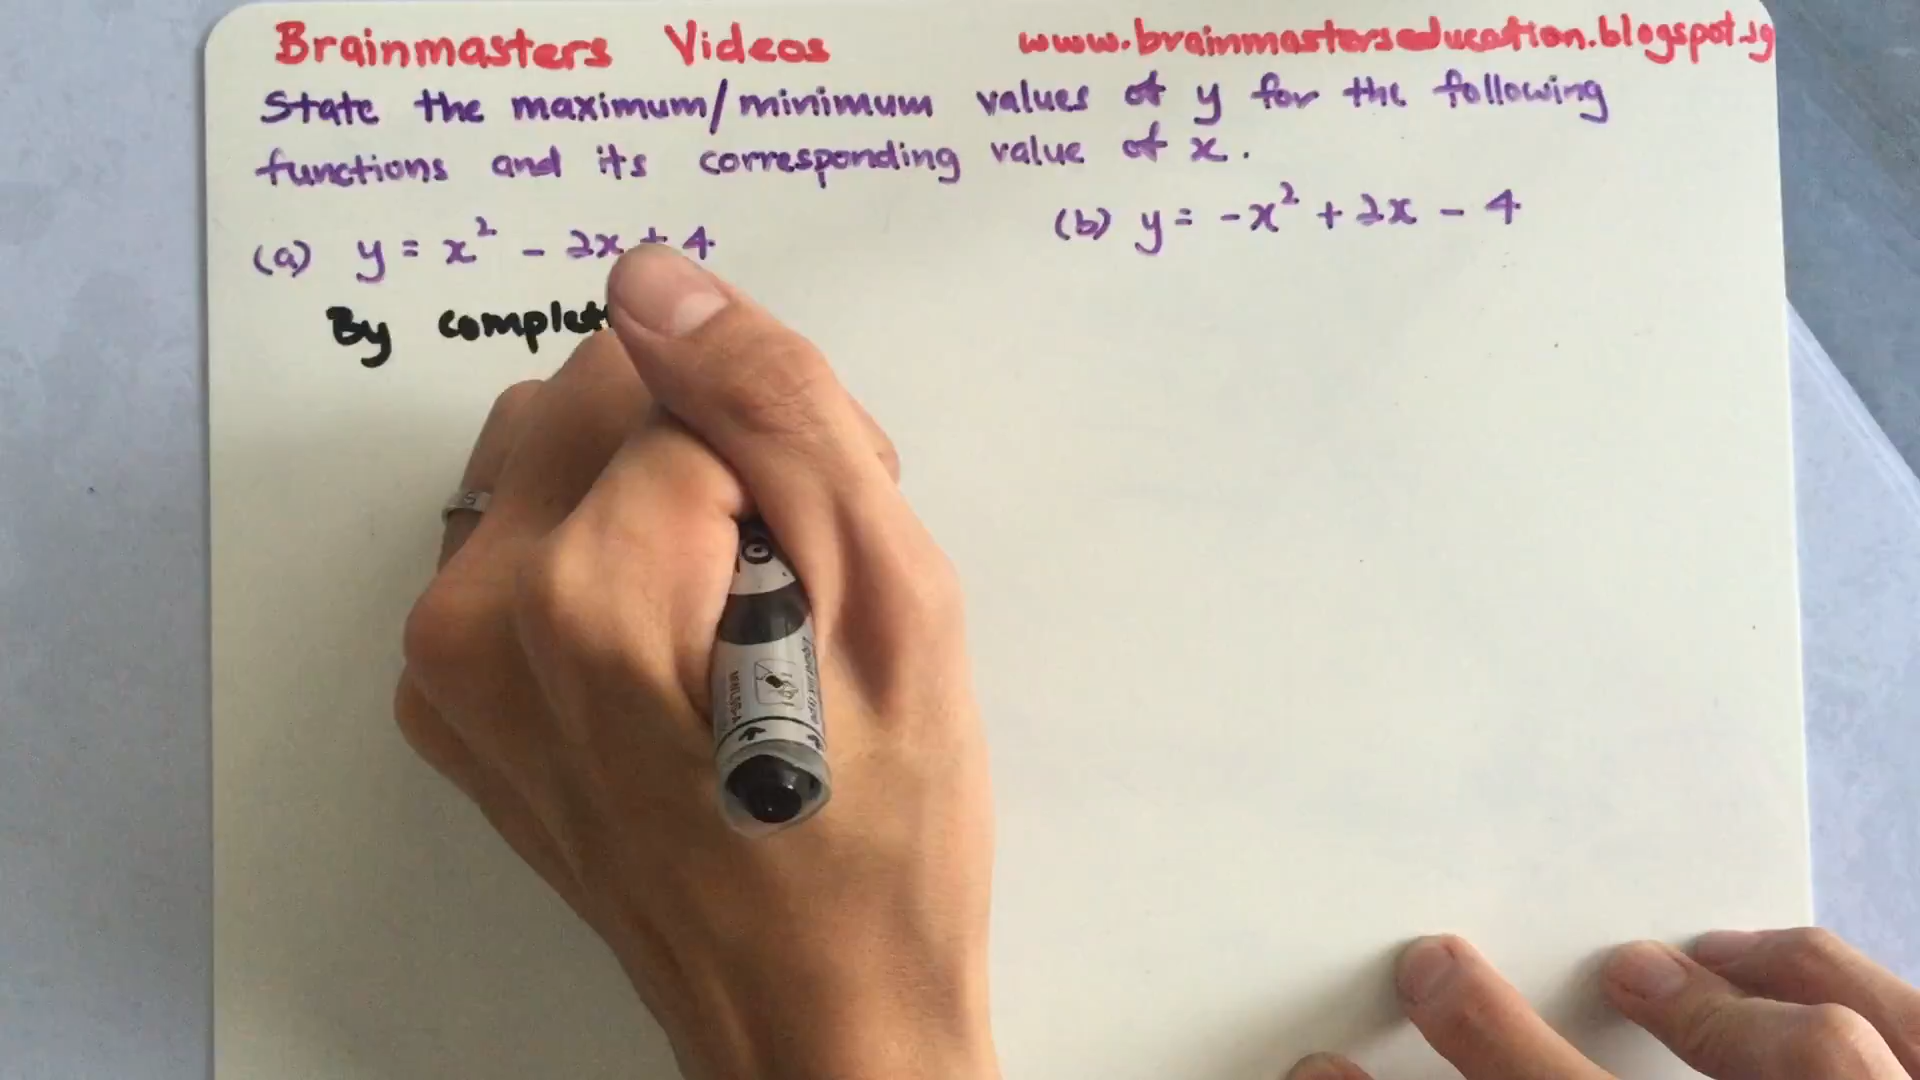 Brainmasters Videos www.brainmasterseducation.blogspot.sg
State the maximum/minimum values of y for the following
functions and its corresponding value of x.
(a) y = x² - 2x + 4 (b) y = -x² + 2x - 4
By complet